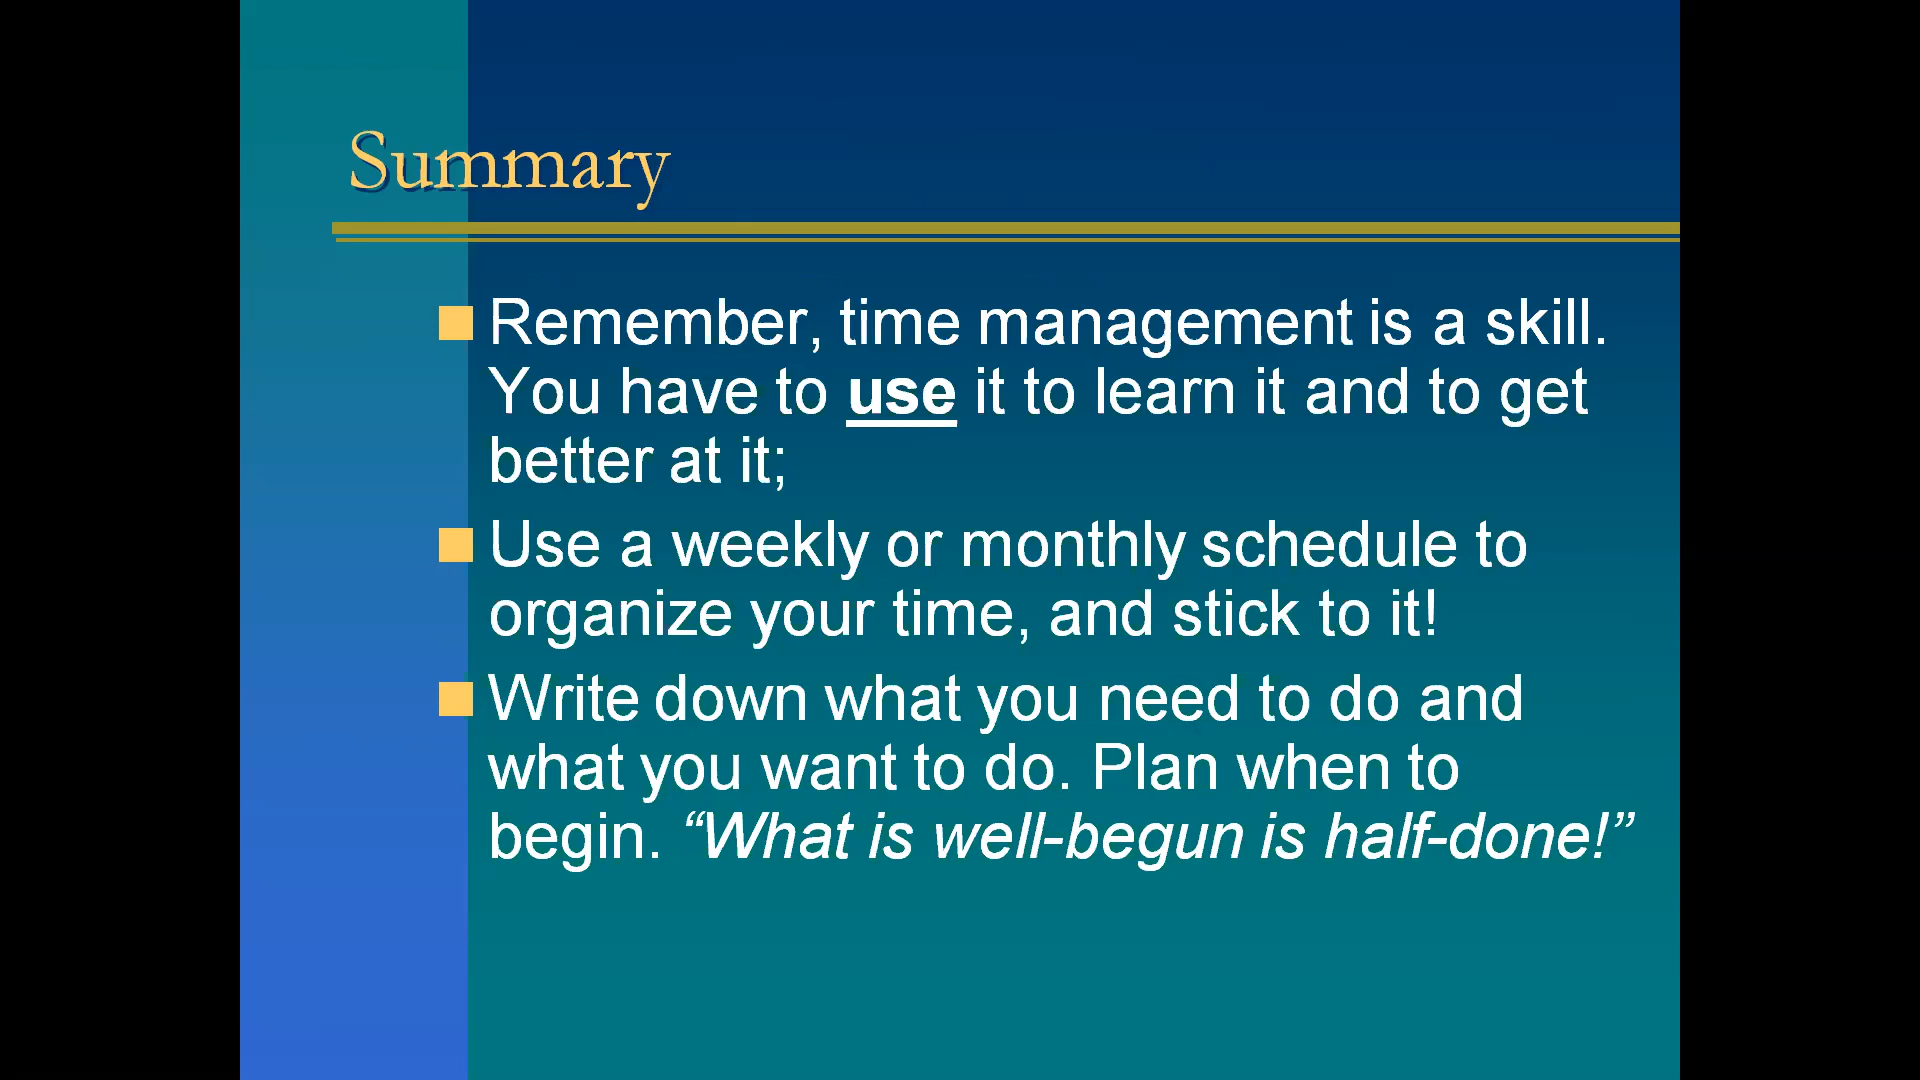 Summary
Remember, time management is a skill.
You have to use it to learn it and to get
better at it;
Use a weekly or monthly schedule to
organize your time, and stick to it!
Write down what you need to do and
what you want to do. Plan when to
begin. “What is well-begun is half-done!”